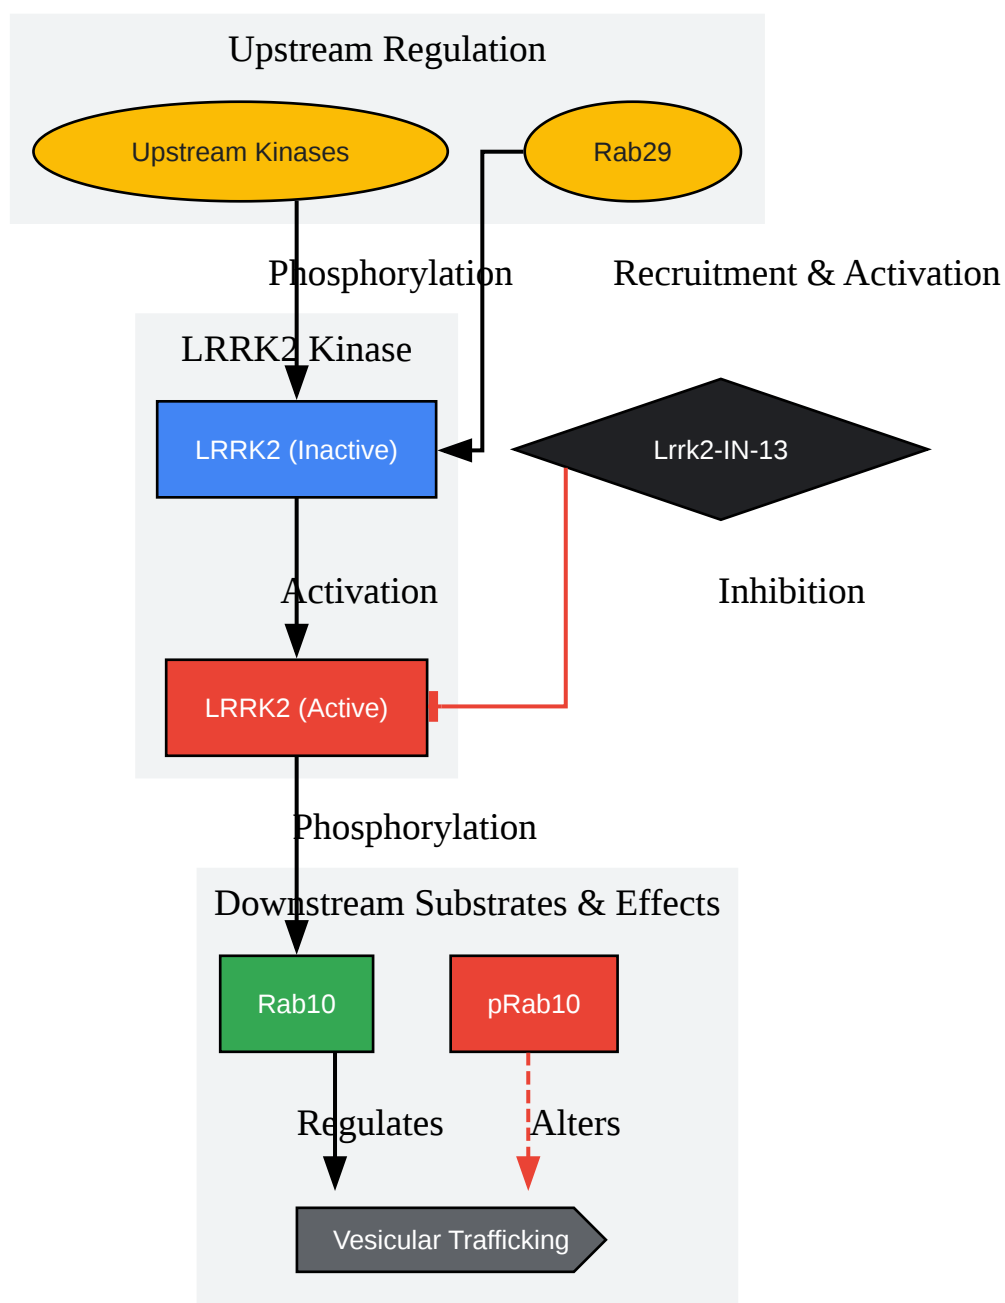 Upstream Regulation
Upstream Kinases
Rab29
Phosphorylation
Recruitment & Activation
LRRK2 Kinase
LRRK2 (Inactive)
Lrrk2-IN-13
Activation
Inhibition
LRRK2 (Active)
Phosphorylation
Downstream Substrates & Effects
Rab10
pRab10
Regulates
Alters
Vesicular Trafficking